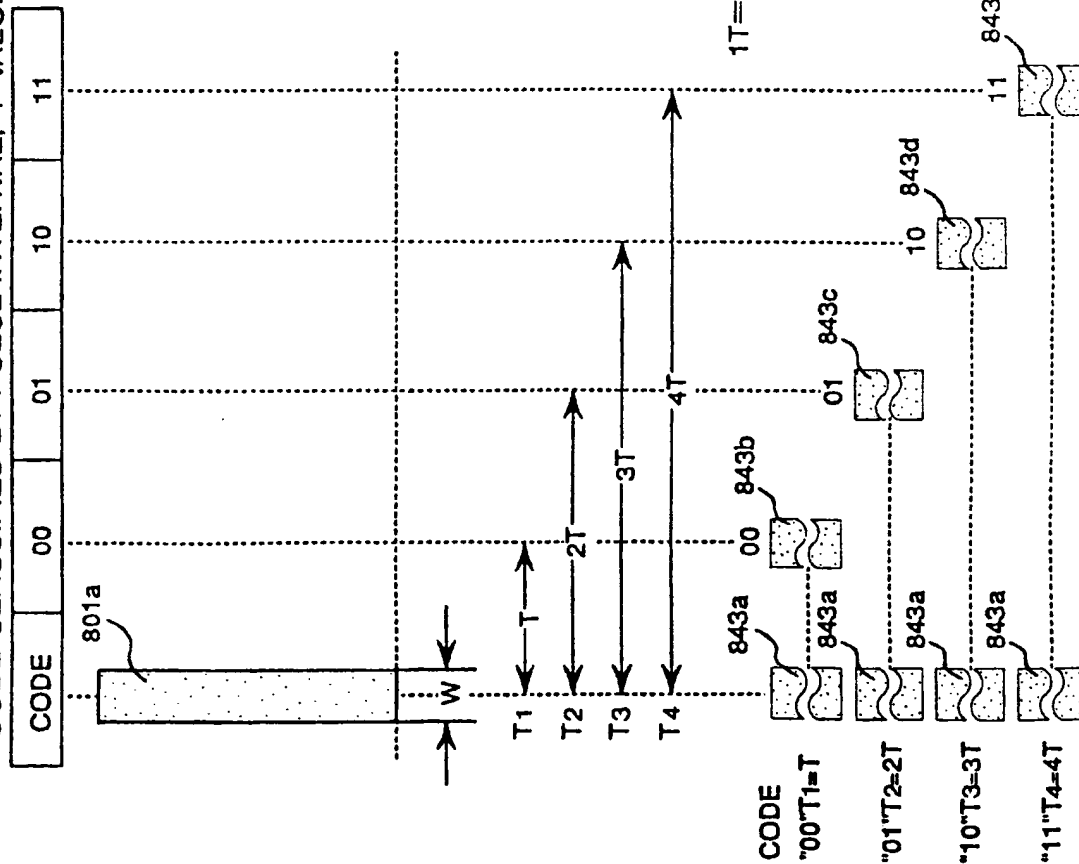 CODE 00 01 10 11
801a
W
T1 T
T2 2T
T3 3T
T4 4T
1T=
CODE
"00"T1=T 843a 00 843b
"01"T2=2T 843a 01 843c
"10"T3=3T 843a 10 843d
"11"T4=4T 843a 11